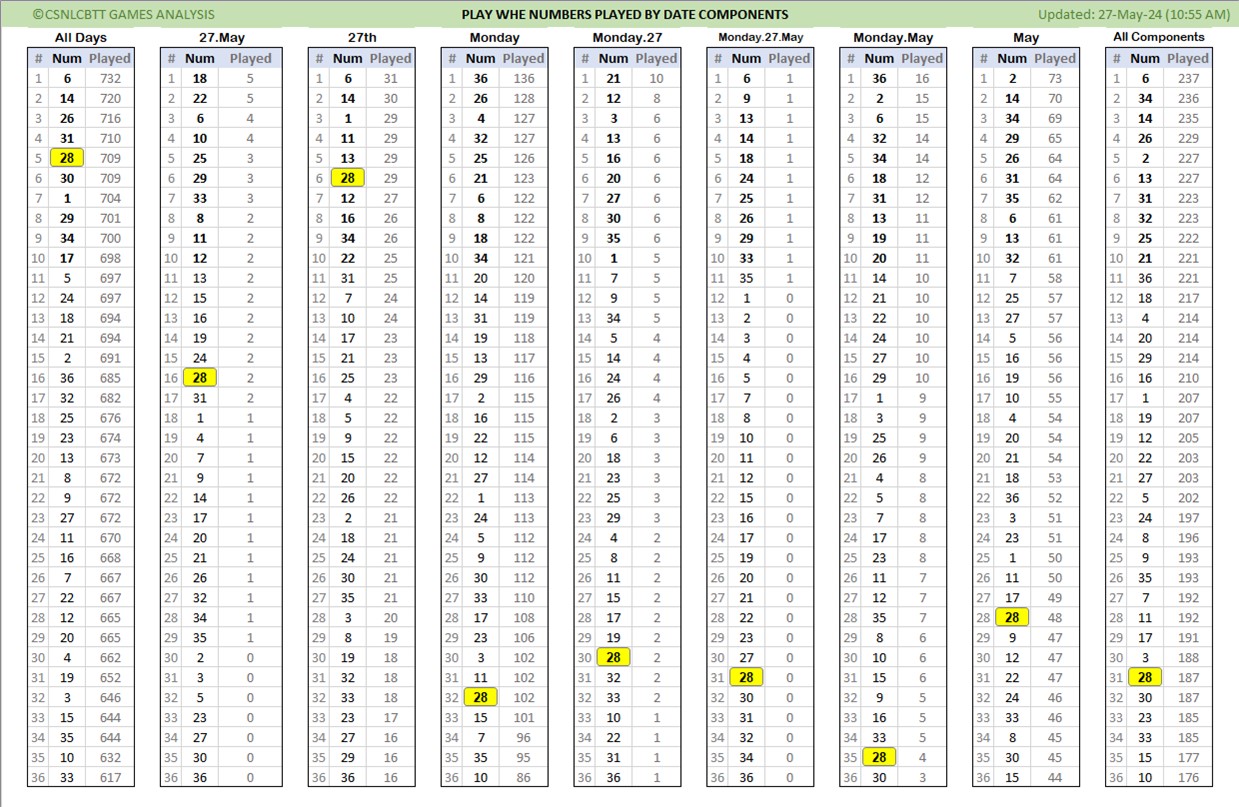 ©CSNLCBTT GAMES ANALYSIS PLAY WHE NUMBERS PLAYED BY DATE COMPONENTS Updated: 27-May-24 (10:55 AM)
All Days 27.May 27th Monday Monday.27 Monday.27.May Monday.May May All Components
# Num Played # Num Played # Num Played # Num Played # Num Played # Num Played # Num Played # Num Played # Num Played
1 6 732 1 18 5 1 6 31 1 36 136 1 21 10 1 6 1 1 36 16 1 2 73 1 6 237
2 14 720 2 22 5 2 14 30 2 26 128 2 12 8 2 9 1 2 2 15 2 14 70 2 34 236
3 26 716 3 6 4 3 1 29 3 4 127 3 3 6 3 13 1 3 6 15 3 34 69 3 14 235
4 31 710 4 10 4 4 11 29 4 32 127 4 13 6 4 14 1 4 32 14 4 29 65 4 26 229
5 28 709 5 25 3 5 13 29 5 25 126 5 16 6 5 18 1 5 34 14 5 26 64 5 2 227
6 30 709 6 29 3 6 28 29 6 21 123 6 20 6 6 24 1 6 18 12 6 31 64 6 13 227
7 1 704 7 33 3 7 12 27 7 6 122 7 27 6 7 25 1 7 31 12 7 35 62 7 31 223
8 29 701 8 8 2 8 16 26 8 8 122 8 30 6 8 26 1 8 13 11 8 6 61 8 32 223
9 34 700 9 11 2 9 34 26 9 18 122 9 35 6 9 29 1 9 19 11 9 13 61 9 25 222
10 17 698 10 12 2 10 22 25 10 34 121 10 1 5 10 33 1 10 20 11 10 32 61 10 21 221
11 5 697 11 13 2 11 31 25 11 20 120 11 7 5 11 35 1 11 14 10 11 7 58 11 36 221
12 24 697 12 15 2 12 7 24 12 14 119 12 9 5 12 1 0 12 21 10 12 25 57 12 18 217
13 18 694 13 16 2 13 10 24 13 31 119 13 34 5 13 2 0 13 22 10 13 27 57 13 4 214
14 21 694 14 19 2 14 17 23 14 19 118 14 5 4 14 3 0 14 24 10 14 5 56 14 20 214
15 2 691 15 24 2 15 21 23 15 13 117 15 14 4 15 4 0 15 27 10 15 16 56 15 29 214
16 36 685 16 28 2 16 25 23 16 29 116 16 24 4 16 5 0 16 29 10 16 19 56 16 16 210
17 32 682 17 31 2 17 4 22 17 2 115 17 26 4 17 7 0 17 1 9 17 10 55 17 1 207
18 25 676 18 1 1 18 5 22 18 16 115 18 2 3 18 8 0 18 3 9 18 4 54 18 19 207
19 23 674 19 4 1 19 9 22 19 22 115 19 6 3 19 10 0 19 25 9 19 20 54 19 12 205
20 13 673 20 7 1 20 15 22 20 12 114 20 18 3 20 11 0 20 26 9 20 21 54 20 22 203
21 8 672 21 9 1 21 20 22 21 27 114 21 23 3 21 12 0 21 4 8 21 18 53 21 27 203
22 9 672 22 14 1 22 26 22 22 1 113 22 25 3 22 15 0 22 5 8 22 36 52 22 5 202
23 27 672 23 17 1 23 2 21 23 24 113 23 29 3 23 16 0 23 7 8 23 3 51 23 24 197
24 11 670 24 20 1 24 18 21 24 5 112 24 4 2 24 17 0 24 17 8 24 23 51 24 8 196
25 16 668 25 21 1 25 24 21 25 9 112 25 8 2 25 19 0 25 23 8 25 1 50 25 9 193
26 7 667 26 26 1 26 30 21 26 30 112 26 11 2 26 20 0 26 11 7 26 11 50 26 35 193
27 22 667 27 32 1 27 35 21 27 33 110 27 15 2 27 21 0 27 12 7 27 17 49 27 7 192
28 12 665 28 34 1 28 3 20 28 17 108 28 17 2 28 22 0 28 35 7 28 28 48 28 11 192
29 20 665 29 35 1 29 8 19 29 23 106 29 19 2 29 23 0 29 8 6 29 9 47 29 17 191
30 4 662 30 2 0 30 19 18 30 3 102 30 28 2 30 27 0 30 10 6 30 12 47 30 3 188
31 19 652 31 3 0 31 32 18 31 11 102 31 32 2 31 28 0 31 15 6 31 22 47 31 28 187
32 3 646 32 5 0 32 33 18 32 28 102 32 33 2 32 30 0 32 9 5 32 24 46 32 30 187
33 15 644 33 23 0 33 23 17 33 15 101 33 10 1 33 31 0 33 16 5 33 33 46 33 23 185
34 35 644 34 27 0 34 27 16 34 7 96 34 22 1 34 32 0 34 33 5 34 8 45 34 33 185
35 10 632 35 30 0 35 29 16 35 35 95 35 31 1 35 34 0 35 28 4 35 30 45 35 15 177
36 33 617 36 36 0 36 36 16 36 10 86 36 36 1 36 36 0 36 30 3 36 15 44 36 10 176